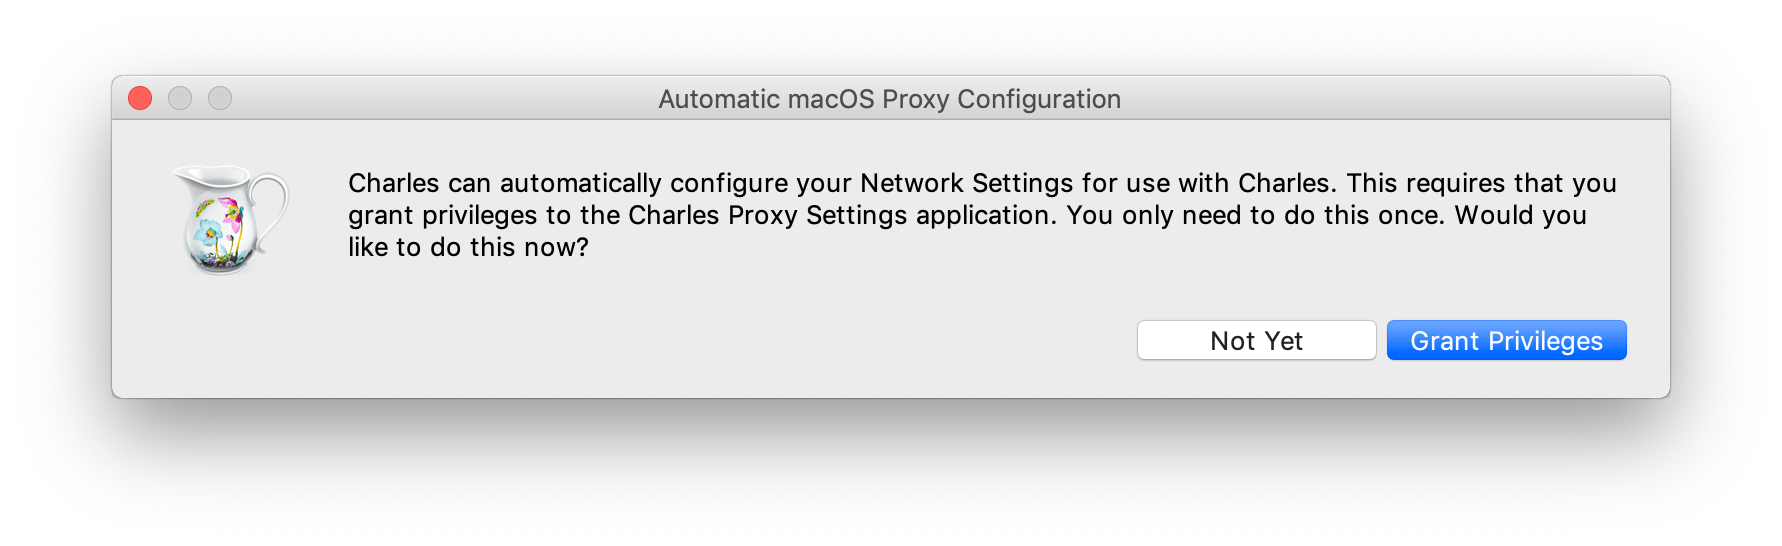 Automatic macOS Proxy Configuration
Charles can automatically configure your Network Settings for use with Charles. This requires that you
grant privileges to the Charles Proxy Settings application. You only need to do this once. Would you
like to do this now?
Not Yet
Grant Privileges